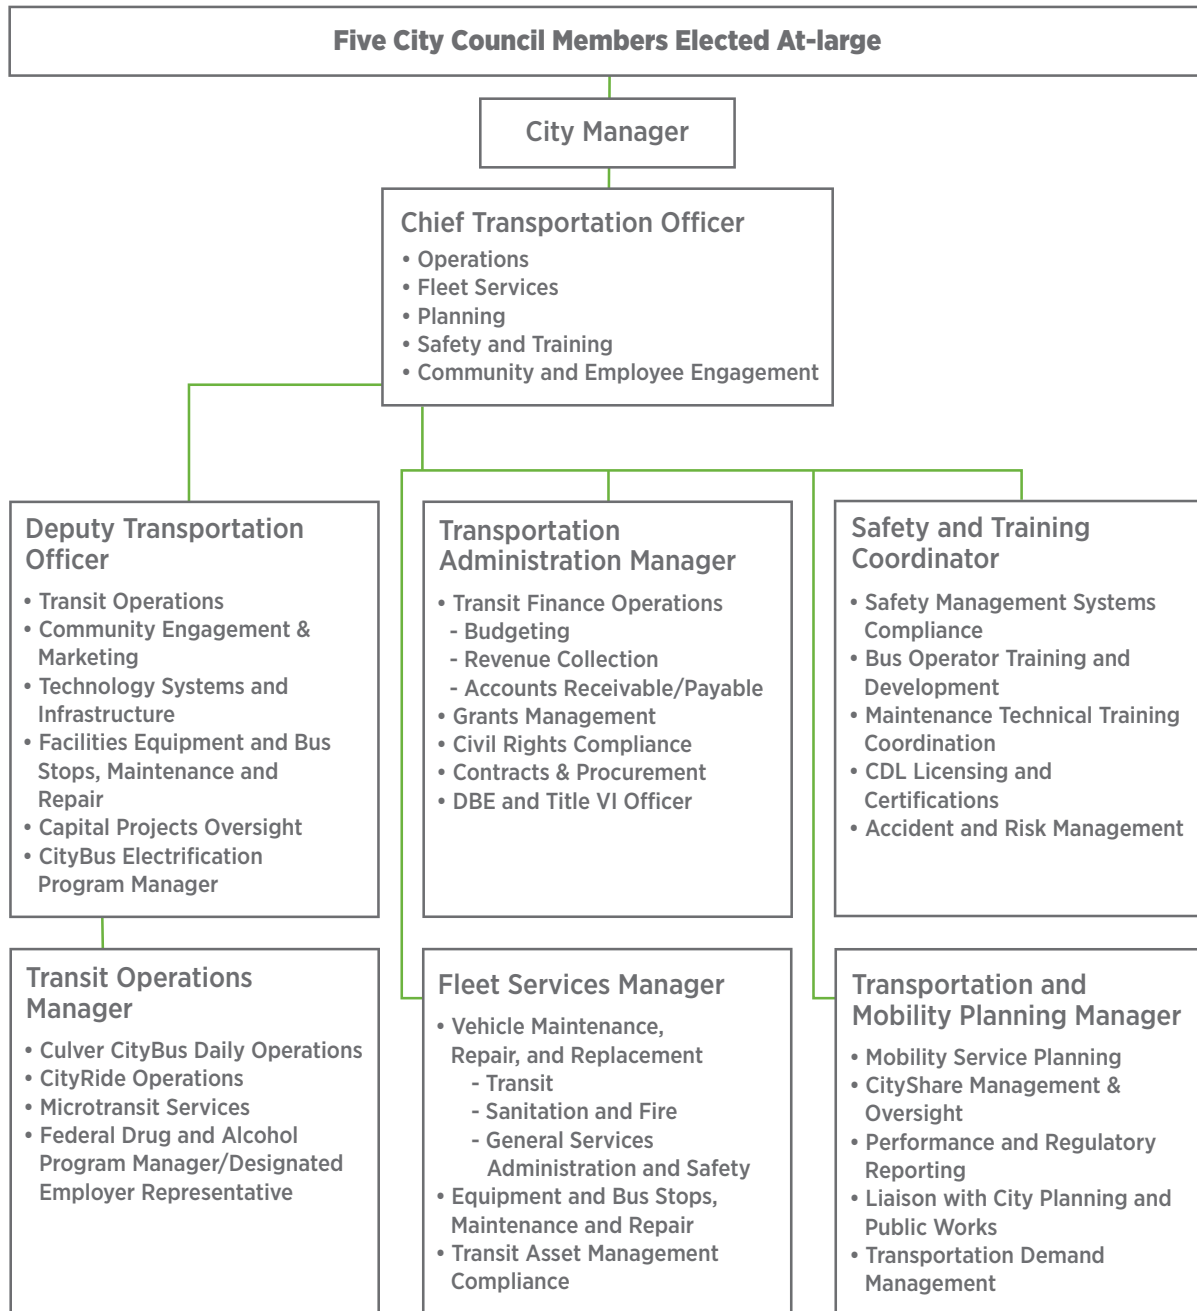 Five City Council Members Elected At-large
City Manager
Chief Transportation Officer
• Operations
• Fleet Services
• Planning
• Safety and Training
• Community and Employee Engagement
Deputy Transportation
Officer
• Transit Operations
• Community Engagement &
Marketing
• Technology Systems and
Infrastructure
• Facilities Equipment and Bus
Stops, Maintenance and
Repair
• Capital Projects Oversight
• CityBus Electrification
Program Manager
Transportation
Administration Manager
• Transit Finance Operations
- Budgeting
- Revenue Collection
- Accounts Receivable/Payable
• Grants Management
• Civil Rights Compliance
• Contracts & Procurement
• DBE and Title VI Officer
Safety and Training
Coordinator
• Safety Management Systems
Compliance
• Bus Operator Training and
Development
• Maintenance Technical Training
Coordination
• CDL Licensing and
Certifications
• Accident and Risk Management
Transit Operations
Manager
• Culver CityBus Daily Operations
• CityRide Operations
• Microtransit Services
• Federal Drug and Alcohol
Program Manager/Designated
Employer Representative
Fleet Services Manager
• Vehicle Maintenance,
Repair, and Replacement
- Transit
- Sanitation and Fire
- General Services
Administration and Safety
• Equipment and Bus Stops,
Maintenance and Repair
• Transit Asset Management
Compliance
Transportation and
Mobility Planning Manager
• Mobility Service Planning
• CityShare Management &
Oversight
• Performance and Regulatory
Reporting
• Liaison with City Planning and
Public Works
• Transportation Demand
Management